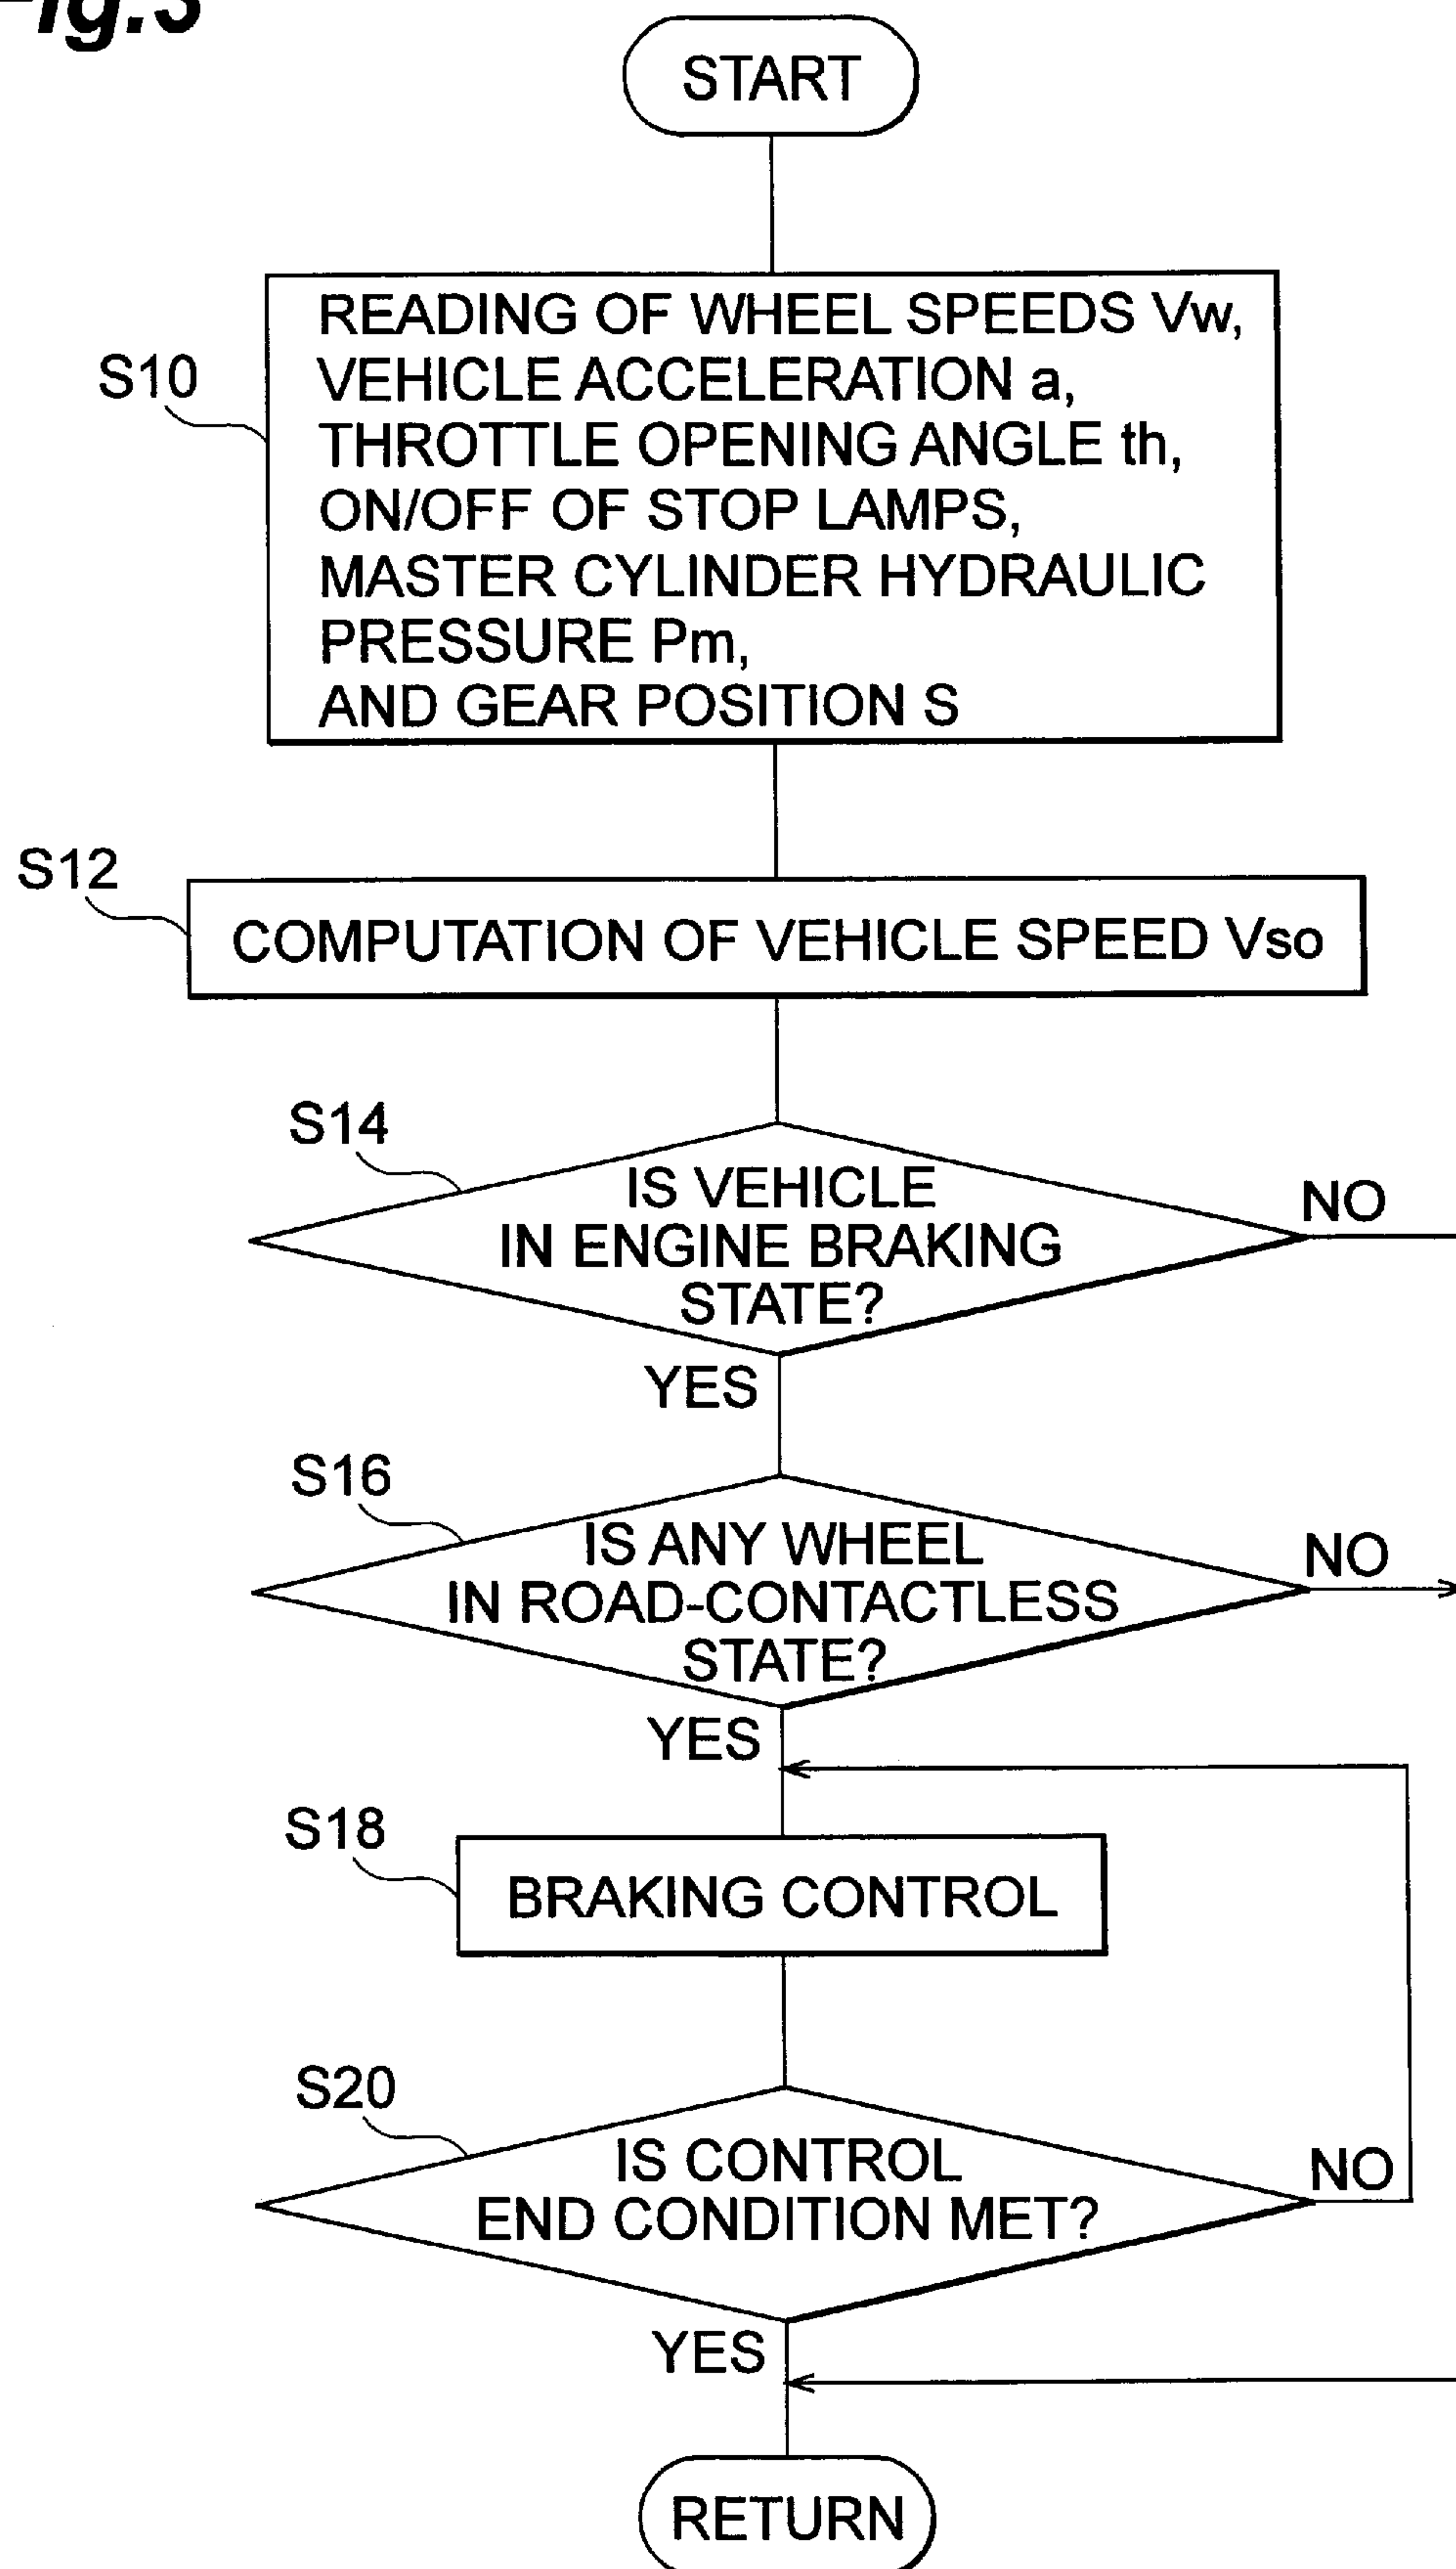 Fig.3
START
S10
READING OF WHEEL SPEEDS Vw,
VEHICLE ACCELERATION a,
THROTTLE OPENING ANGLE th,
ON/OFF OF STOP LAMPS,
MASTER CYLINDER HYDRAULIC
PRESSURE Pm,
AND GEAR POSITION S
S12
COMPUTATION OF VEHICLE SPEED Vso
S14
IS VEHICLE
IN ENGINE BRAKING
STATE?
NO
YES
S16
IS ANY WHEEL
IN ROAD-CONTACTLESS
STATE?
NO
YES
S18
BRAKING CONTROL
S20
IS CONTROL
END CONDITION MET?
NO
YES
RETURN